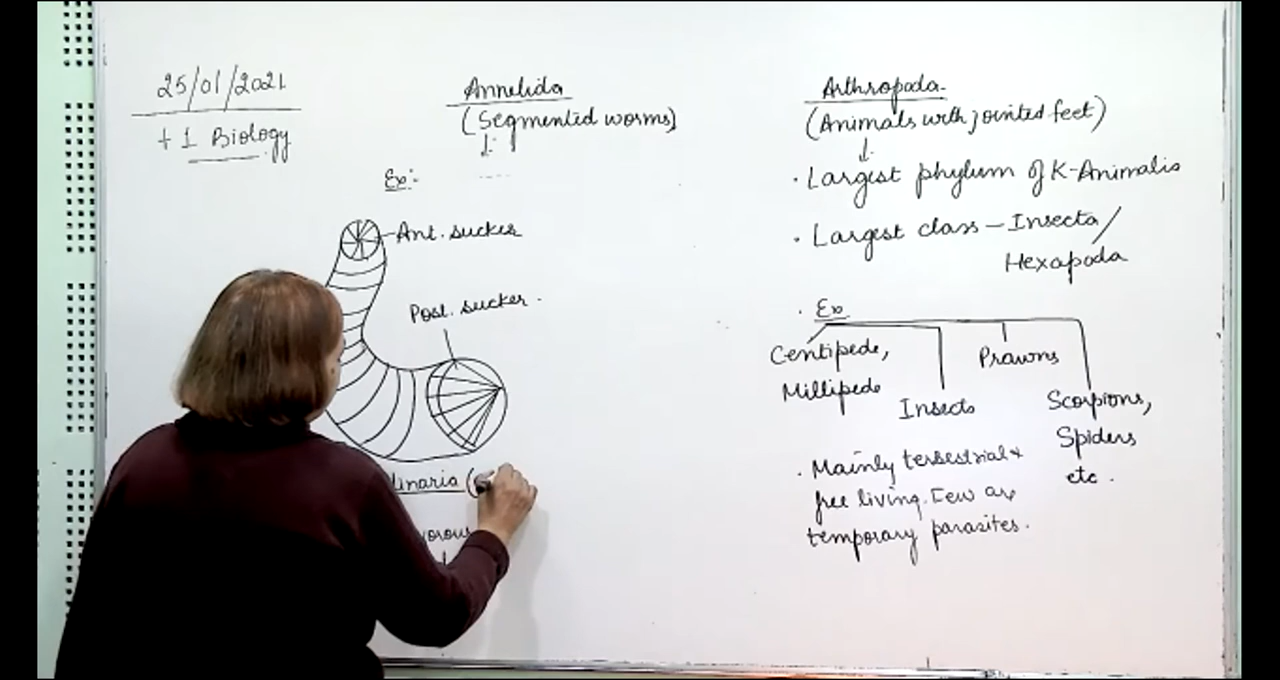 25/01/2021
+1 Biology
Annelida
(Segmented worms)
Ex:-
Ant. sucker
Post. sucker.
linaria (
vorous
Arthropoda
(Animals with jointed feet)
· Largest phylum of K-Animalia
· Largest class – Insecta/
Hexapoda
· Ex
Centipede,
Millipede
Insects
Prawns
Scorpions,
Spiders
etc.
· Mainly terrestrial &
free living. Few are
temporary parasites.